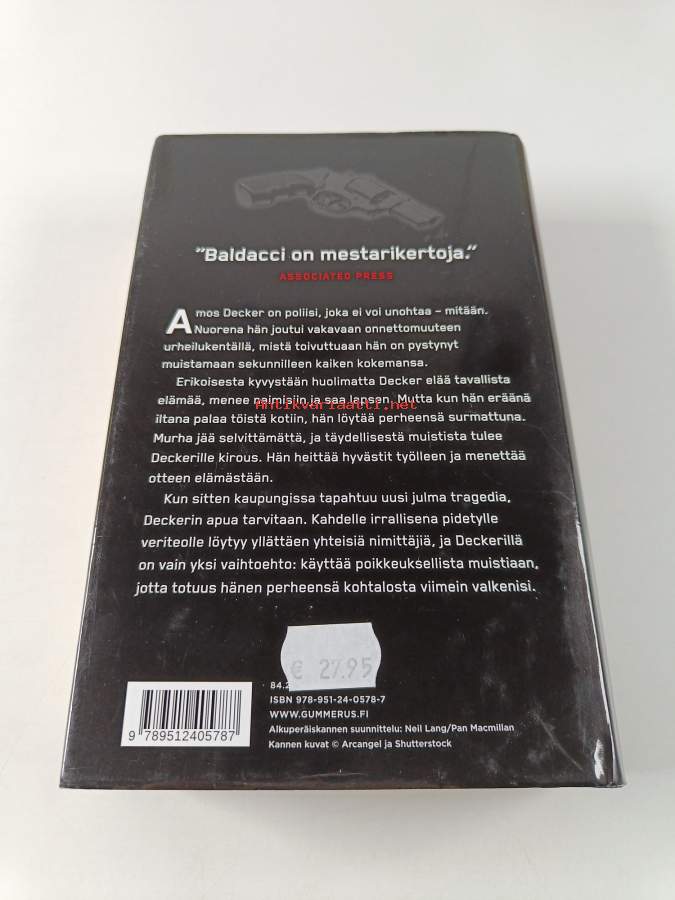 "Baldacci on mestarikertoja."
ASSOCIATED PRESS
Amos Decker on poliisi, joka ei voi unohtaa – mitään.
Nuorena hän joutui vakavaan onnettomuuteen
urheilukentällä, mistä toivuttuaan hän on pystynyt
muistamaan sekunnilleen kaiken kokemansa.
Erikoisesta kyvystään huolimatta Decker elää tavallista
elämää, menee naimisiin ja saa lapsen. Mutta kun hän eräänä
Antikvariaatti.net
iltana palaa töistä kotiin, hän löytää perheensä surmattuna.
Murha jää selvittämättä, ja täydellisestä muistista tulee
Deckerille kirous. Hän heittää hyvästit työlleen ja menettää
otteen elämästään.
Kun sitten kaupungissa tapahtuu uusi julma tragedia,
Deckerin apua tarvitaan. Kahdelle irrallisena pidetylle
veriteolle löytyy yllättäen yhteisiä nimittäjiä, ja Deckerillä
on vain yksi vaihtoehto: käyttää poikkeuksellista muistiaan,
jotta totuus hänen perheensä kohtalosta viimein valkenisi.
€ 27.95
84.2
ISBN 978-951-24-0578-7
WWW.GUMMERUS.FI
Alkuperäiskannen suunnittelu: Neil Lang/Pan Macmillan
Kannen kuvat © Arcangel ja Shutterstock
9 789512 405787